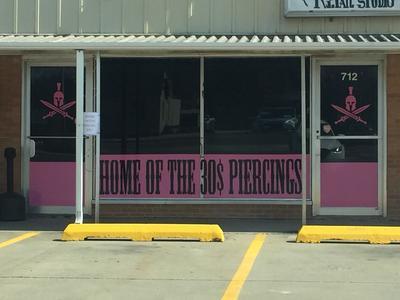 RETAIL STUDIO
712
HOME OF THE 30$ PIERCINGS